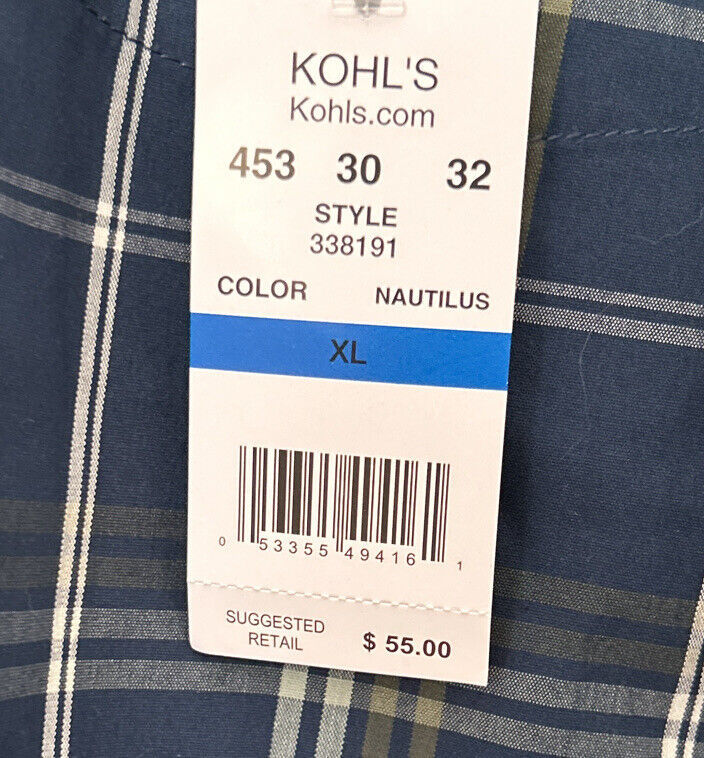 KOHL'S
Kohls.com
453 30 32
STYLE
338191
COLOR NAUTILUS
XL
0 53355 49416 1
SUGGESTED
RETAIL $ 55.00